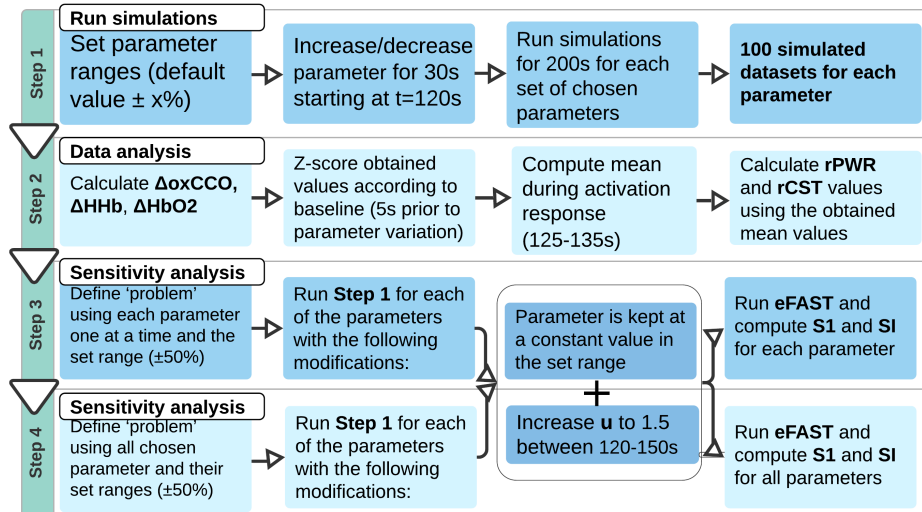 Step 1
Run simulations
Set parameter
ranges (default
value ± x%)
Increase/decrease
parameter for 30s
starting at t=120s
Run simulations
for 200s for each
set of chosen
parameters
100 simulated
datasets for each
parameter
Step 2
Data analysis
Calculate ΔoxCCO,
ΔHHb, ΔHbO2
Z-score obtained
values according to
baseline (5s prior to
parameter variation)
Compute mean
during activation
response
(125-135s)
Calculate rPWR
and rCST values
using the obtained
mean values
Step 3
Sensitivity analysis
Define ‘problem’
using each parameter
one at a time and the
set range (±50%)
Run Step 1 for each
of the parameters
with the following
modifications:
Parameter is kept at
a constant value in
the set range
+
Increase u to 1.5
between 120-150s
Run eFAST and
compute S1 and SI
for each parameter
Step 4
Sensitivity analysis
Define ‘problem’
using all chosen
parameter and their
set ranges (±50%)
Run Step 1 for each
of the parameters
with the following
modifications:
Run eFAST and
compute S1 and SI
for all parameters